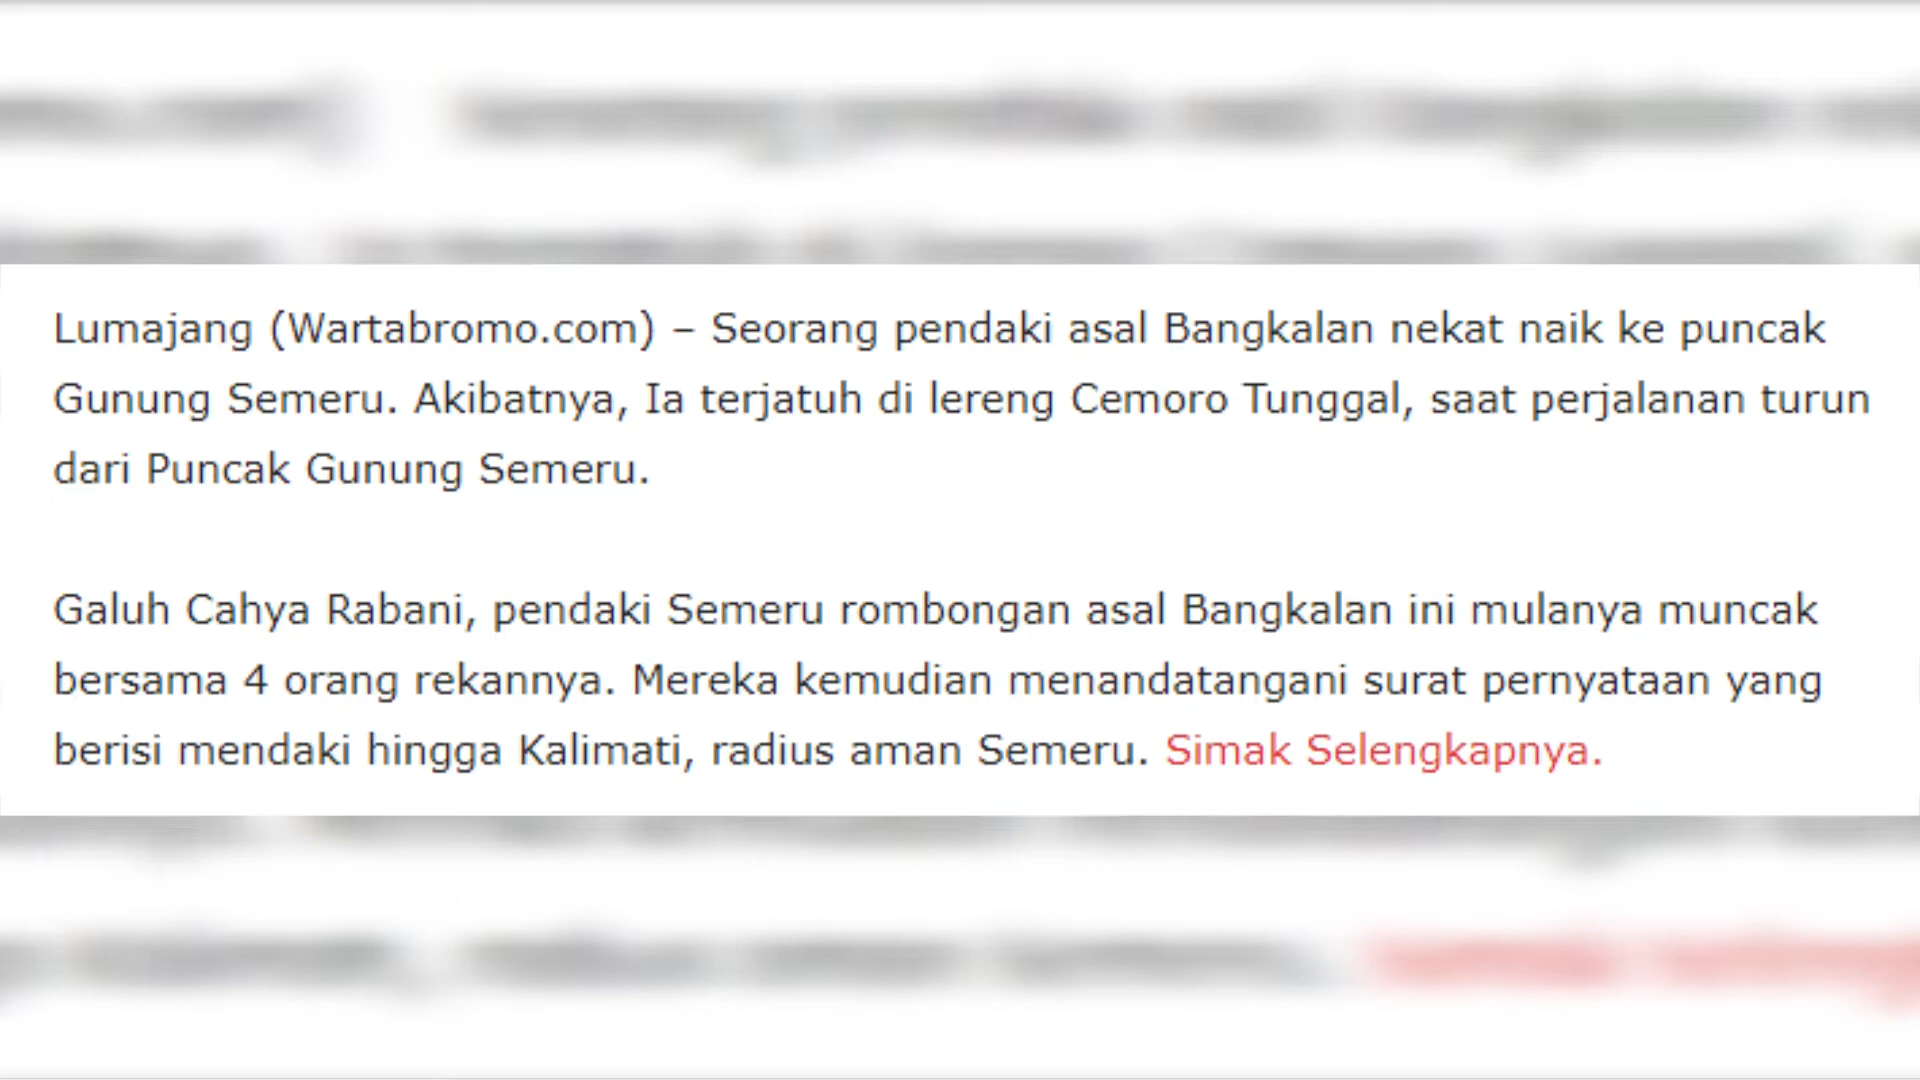 Lumajang (Wartabromo.com) – Seorang pendaki asal Bangkalan nekat naik ke puncak
Gunung Semeru. Akibatnya, Ia terjatuh di lereng Cemoro Tunggal, saat perjalanan turun
dari Puncak Gunung Semeru.
Galuh Cahya Rabani, pendaki Semeru rombongan asal Bangkalan ini mulanya muncak
bersama 4 orang rekannya. Mereka kemudian menandatangani surat pernyataan yang
berisi mendaki hingga Kalimati, radius aman Semeru. Simak Selengkapnya.